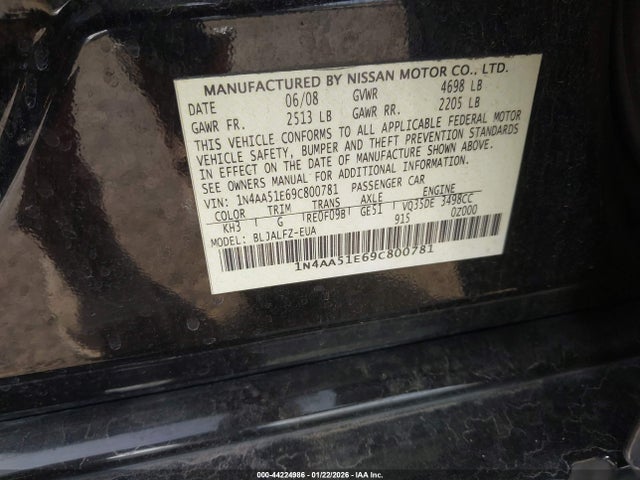 MANUFACTURED BY NISSAN MOTOR CO., LTD.
DATE 06/08 GVWR 4698 LB
GAWR FR. 2513 LB GAWR RR. 2205 LB
THIS VEHICLE CONFORMS TO ALL APPLICABLE FEDERAL MOTOR
VEHICLE SAFETY, BUMPER AND THEFT PREVENTION STANDARDS
IN EFFECT ON THE DATE OF MANUFACTURE SHOWN ABOVE.
SEE OWNERS MANUAL FOR ADDITIONAL INFORMATION.
VIN: 1N4AA51E69C800781 PASSENGER CAR
COLOR TRIM TRANS AXLE ENGINE
KH3 G RE0F09B GE51 VQ35DE 3498CC
MODEL: BLJALFZ-EUA 915 0Z000
1N4AA51E69C800781
000-44224986 - 01/22/2026 - IAA, Inc.